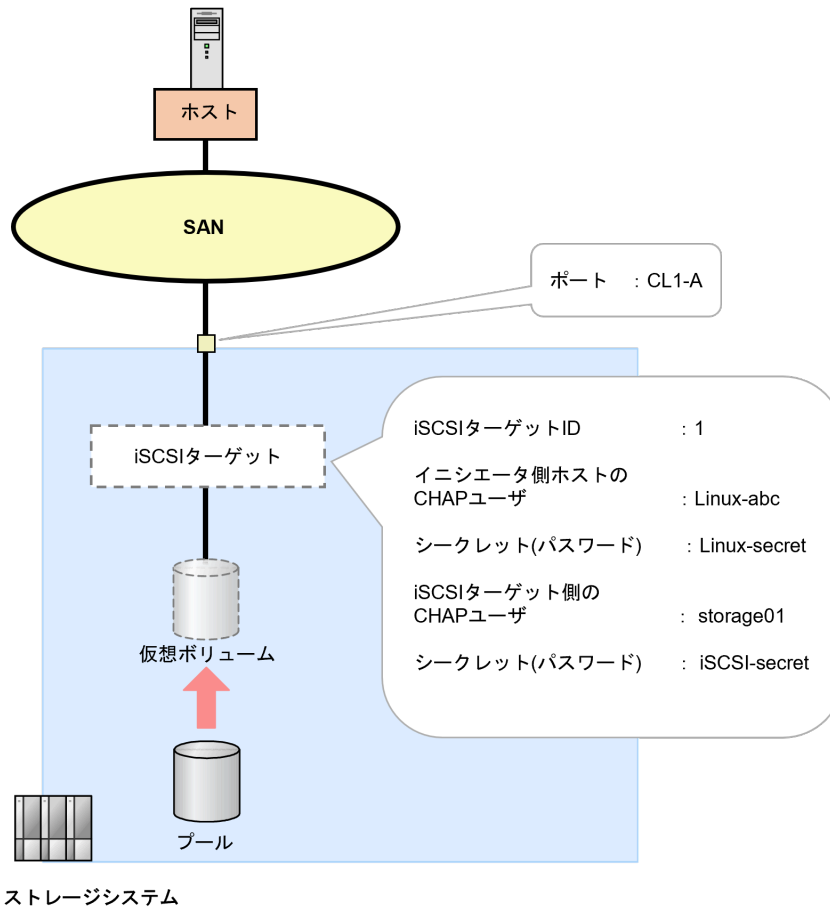 ホスト
SAN
ポート : CL1-A
iSCSIターゲット
iSCSIターゲットID : 1
イニシエータ側ホストの
CHAPユーザ : Linux-abc
シークレット(パスワード) : Linux-secret
iSCSIターゲット側の
CHAPユーザ : storage01
シークレット(パスワード) : iSCSI-secret
仮想ボリューム
プール
ストレージシステム